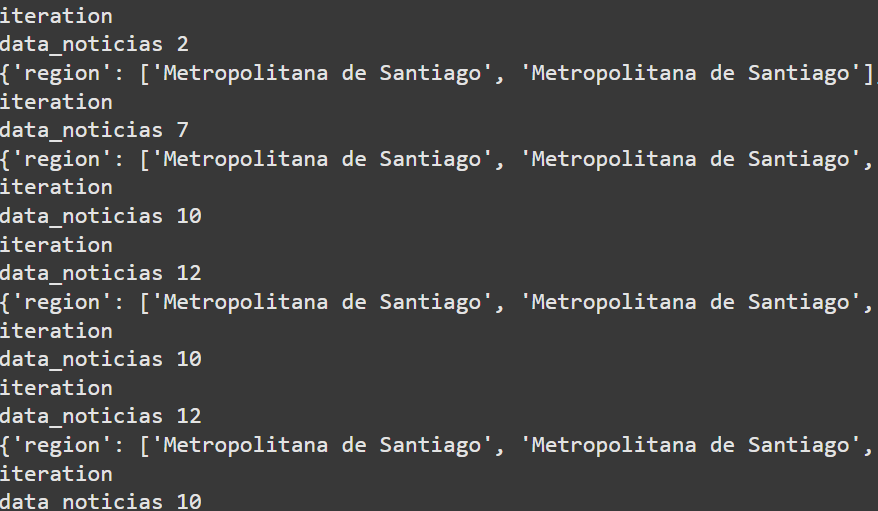 iteration
data_noticias 2
{'region': ['Metropolitana de Santiago', 'Metropolitana de Santiago'],
iteration
data_noticias 7
{'region': ['Metropolitana de Santiago', 'Metropolitana de Santiago',
iteration
data_noticias 10
iteration
data_noticias 12
{'region': ['Metropolitana de Santiago', 'Metropolitana de Santiago',
iteration
data_noticias 10
iteration
data_noticias 12
{'region': ['Metropolitana de Santiago', 'Metropolitana de Santiago',
iteration
data_noticias 10